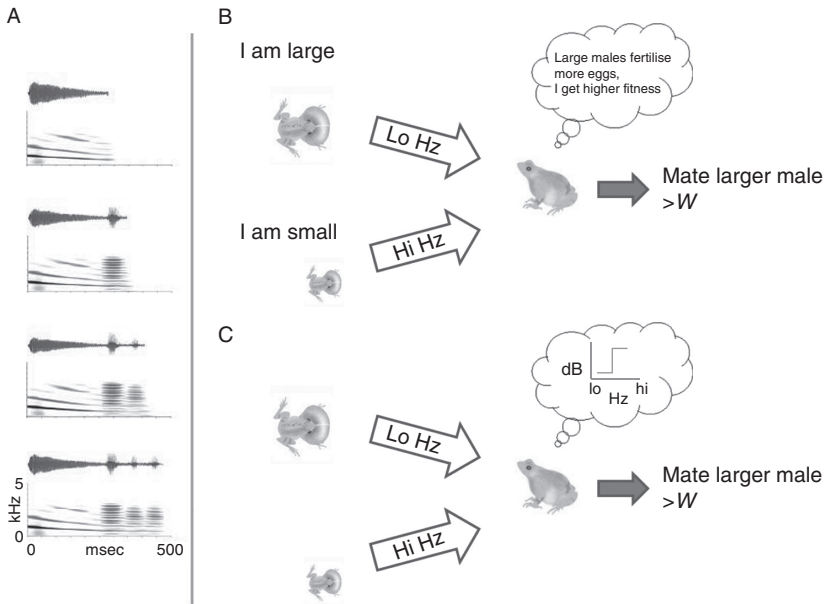 A
5
kHz
0
0
msec
500
B
I am large
Lo Hz
I am small
Hi Hz
Large males fertilise
more eggs,
I get higher fitness
Mate larger male
>W
C
Lo Hz
Hi Hz
dB
lo
hi
Hz
Mate larger male
>W